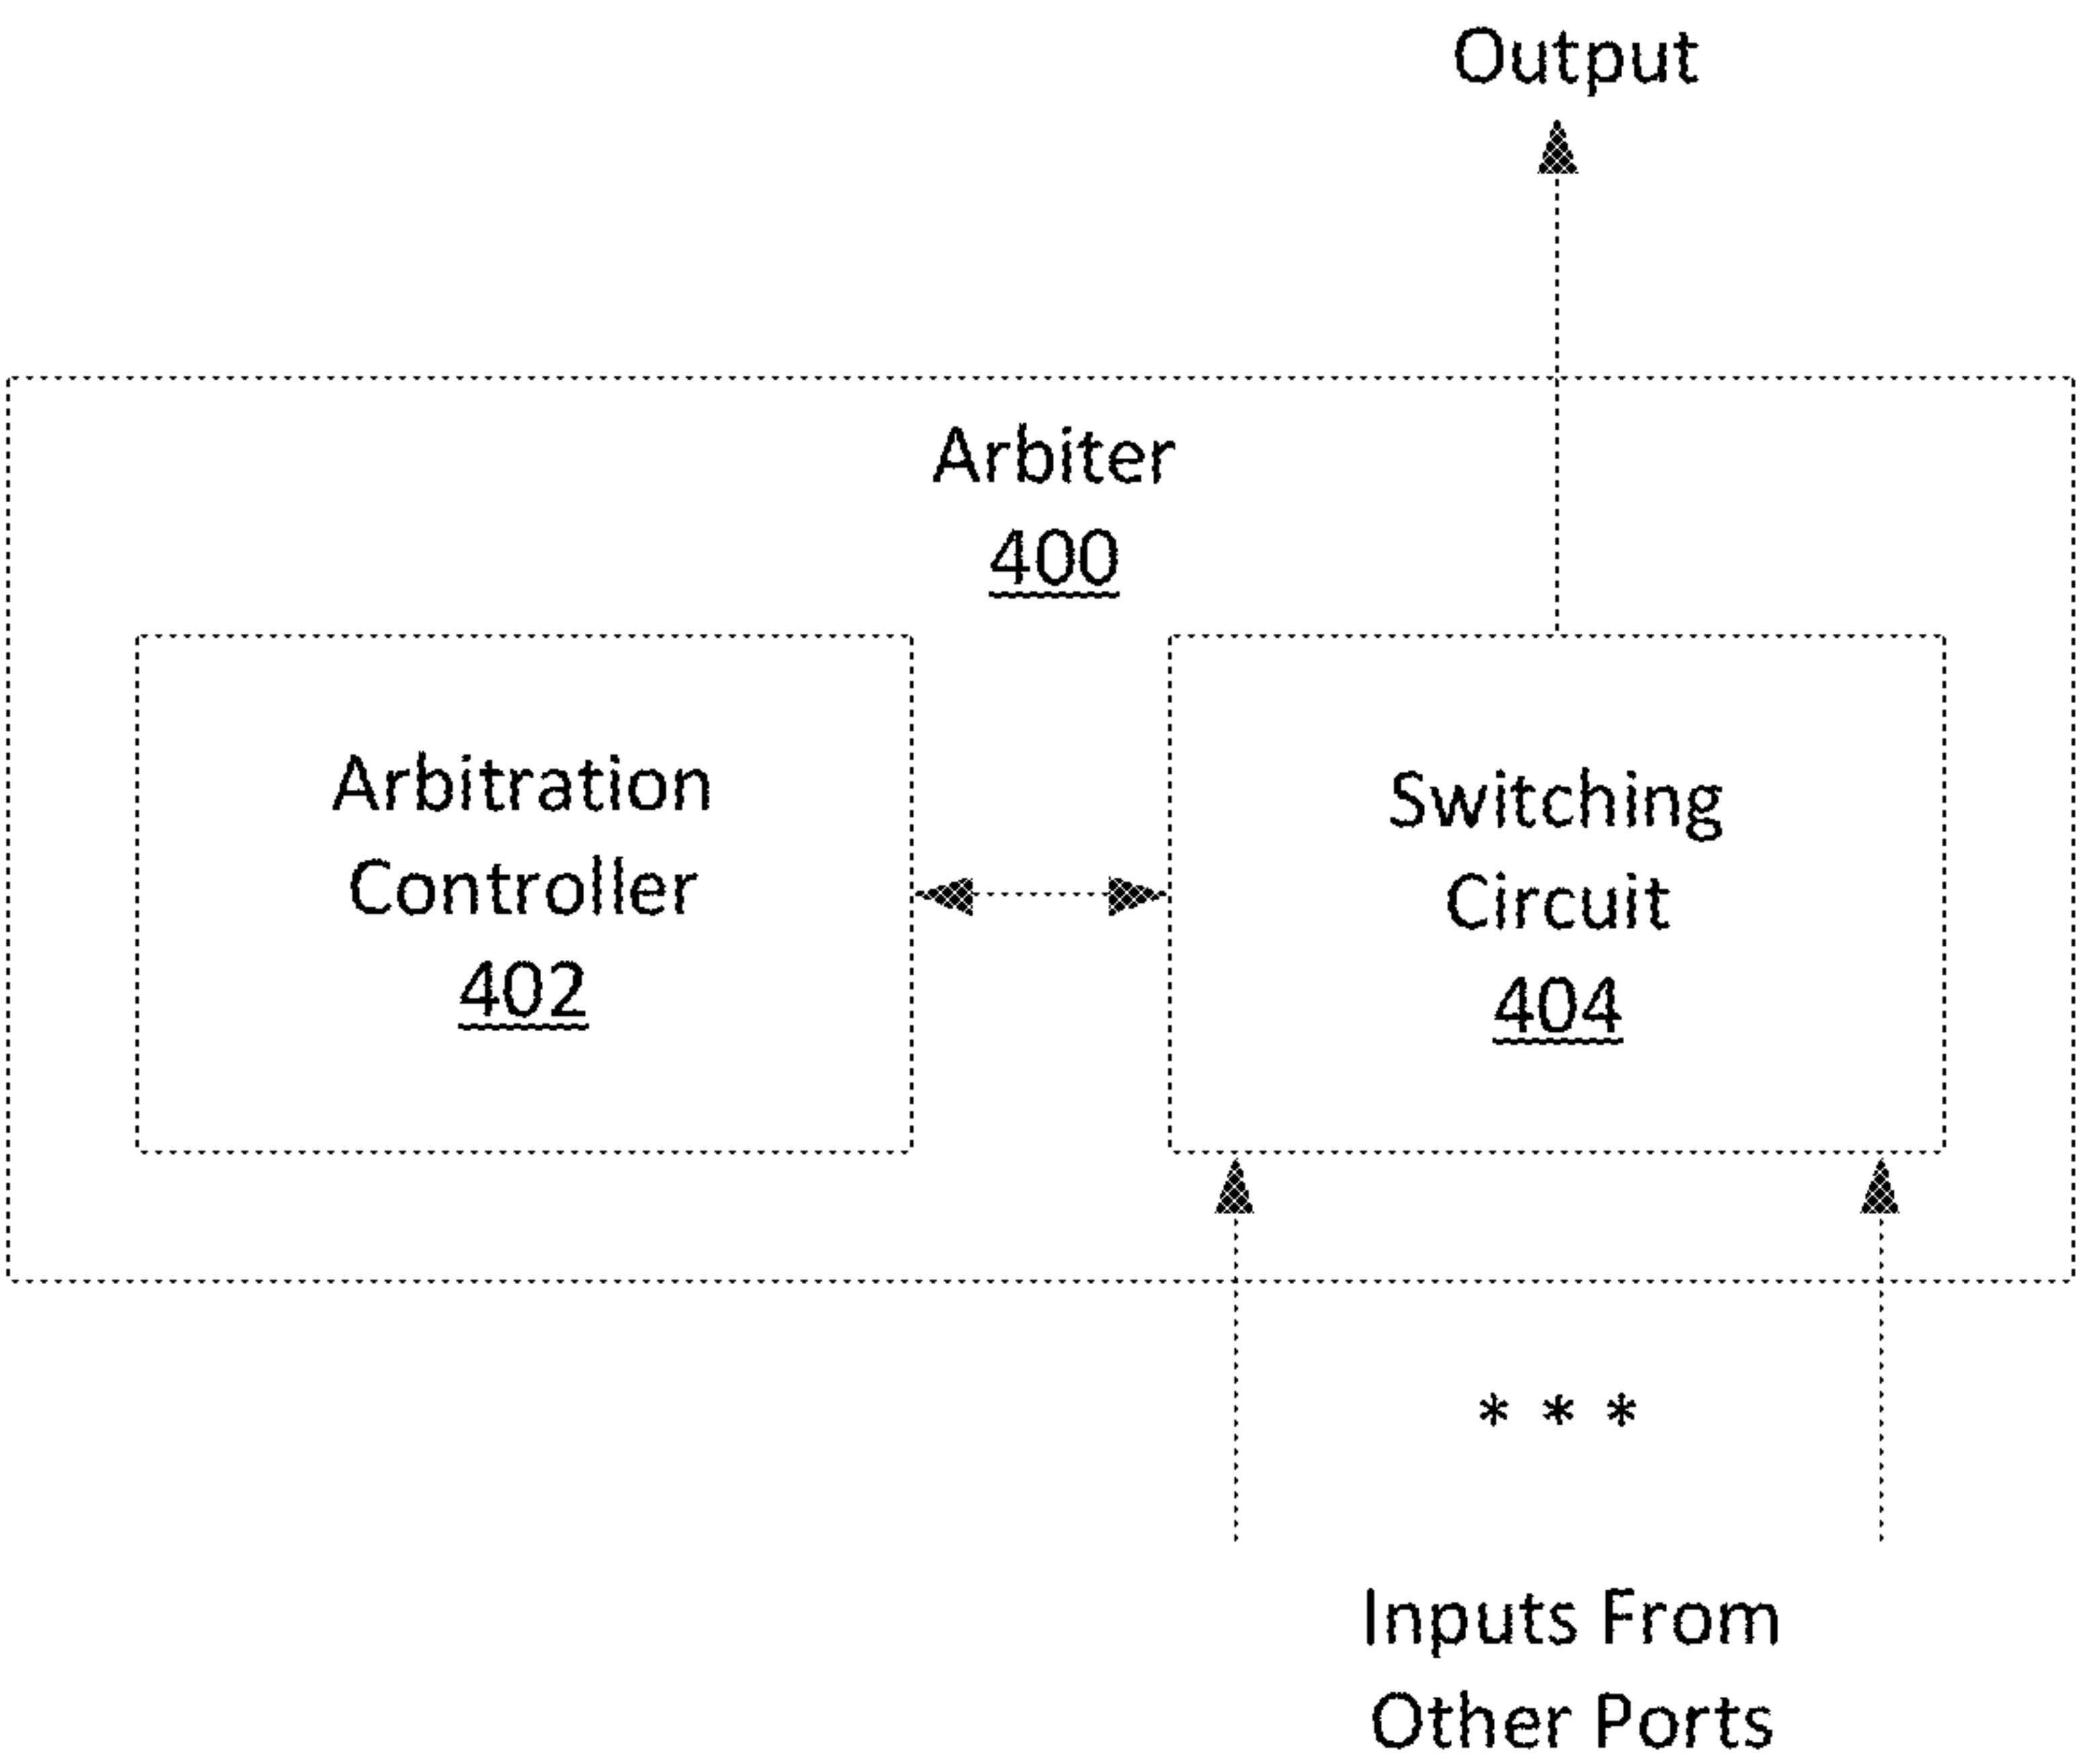 Output
Arbiter
400
Arbitration
Controller
402
Switching
Circuit
404
* * *
Inputs From
Other Ports